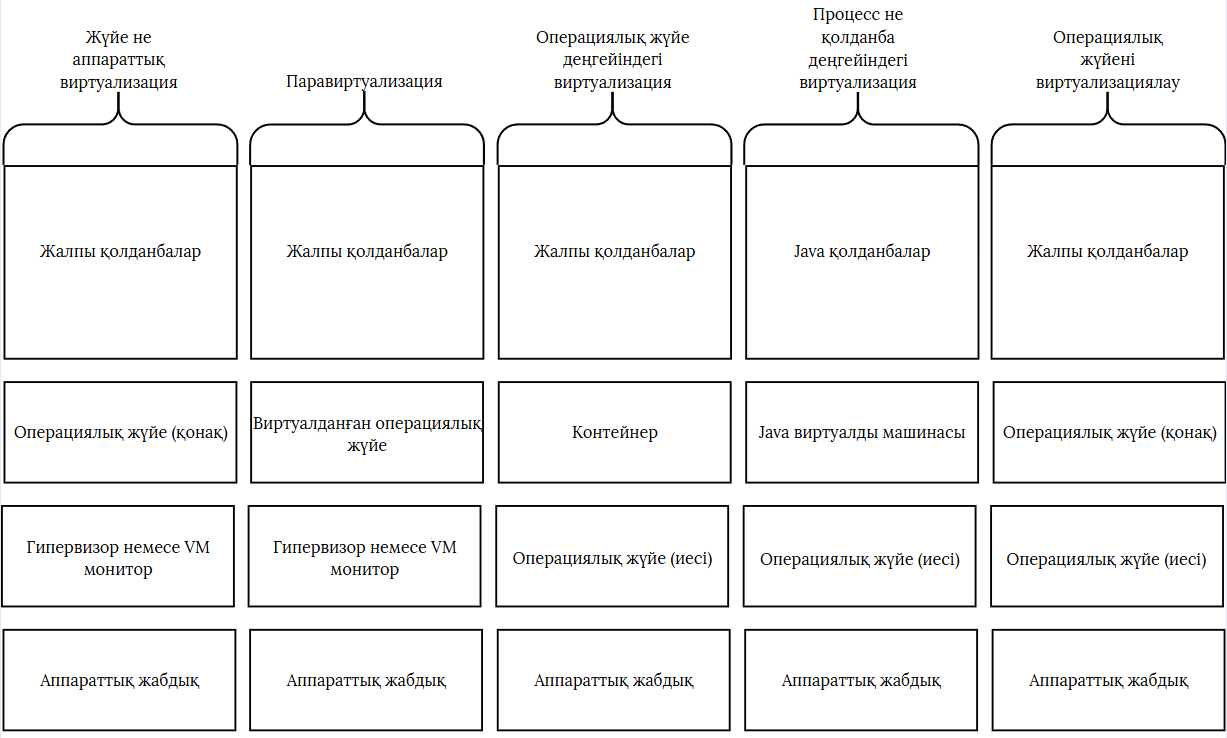 Жүйе не
аппараттық
виртуализация
Паравиртуализация
Операциялық жүйе
деңгейіндегі
виртуализация
Процесс не
қолданба
деңгейіндегі
виртуализация
Операциялық
жүйені
виртуализациялау
Жалпы қолданбалар
Жалпы қолданбалар
Жалпы қолданбалар
Java қолданбалар
Жалпы қолданбалар
Операциялық жүйе (қонақ)
Виртуалданған операциялық
жүйе
Контейнер
Java виртуалды машинасы
Операциялық жүйе (қонақ)
Гипервизор немесе VM
монитор
Гипервизор немесе VM
монитор
Операциялық жүйе (иесі)
Операциялық жүйе (иесі)
Операциялық жүйе (иесі)
Аппараттық жабдық
Аппараттық жабдық
Аппараттық жабдық
Аппараттық жабдық
Аппараттық жабдық